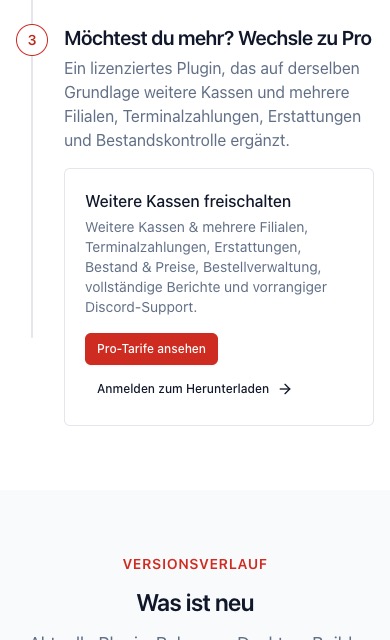 3
Möchtest du mehr? Wechsle zu Pro
Ein lizenziertes Plugin, das auf derselben
Grundlage weitere Kassen und mehrere
Filialen, Terminalzahlungen, Erstattungen
und Bestandskontrolle ergänzt.
Weitere Kassen freischalten
Weitere Kassen & mehrere Filialen,
Terminalzahlungen, Erstattungen,
Bestand & Preise, Bestellverwaltung,
vollständige Berichte und vorrangiger
Discord-Support.
Pro-Tarife ansehen
Anmelden zum Herunterladen →
VERSIONSVERLAUF
Was ist neu